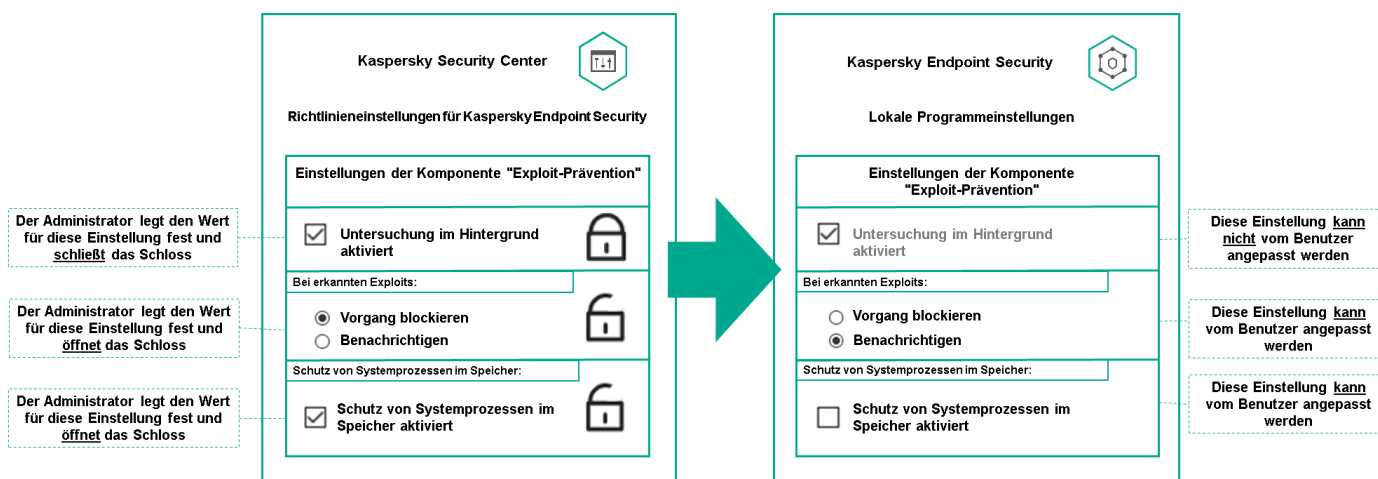 Kaspersky Security Center
Richtlinieneinstellungen für Kaspersky Endpoint Security
Einstellungen der Komponente "Exploit-Prävention"
Der Administrator legt den Wert
für diese Einstellung fest und
schließt das Schloss
Untersuchung im Hintergrund
aktiviert
Bei erkannten Exploits:
Der Administrator legt den Wert
für diese Einstellung fest und
öffnet das Schloss
Vorgang blockieren
Benachrichtigen
Schutz von Systemprozessen im Speicher:
Der Administrator legt den Wert
für diese Einstellung fest und
öffnet das Schloss
Schutz von Systemprozessen im
Speicher aktiviert
Kaspersky Endpoint Security
Lokale Programmeinstellungen
Einstellungen der Komponente
"Exploit-Prävention"
Untersuchung im Hintergrund
aktiviert
Diese Einstellung kann
nicht vom Benutzer
angepasst werden
Bei erkannten Exploits:
Vorgang blockieren
Benachrichtigen
Diese Einstellung kann
vom Benutzer angepasst
werden
Schutz von Systemprozessen im Speicher:
Schutz von Systemprozessen im
Speicher aktiviert
Diese Einstellung kann
vom Benutzer angepasst
werden